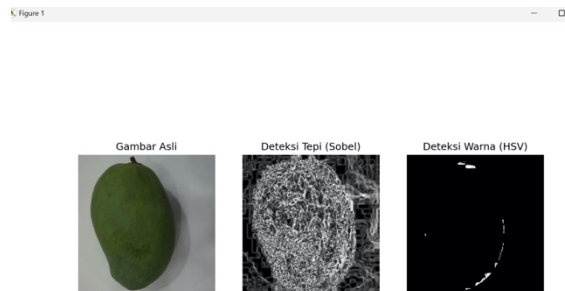 Figure 1
Gambar Asli
Deteksi Tepi (Sobel)
Deteksi Warna (HSV)